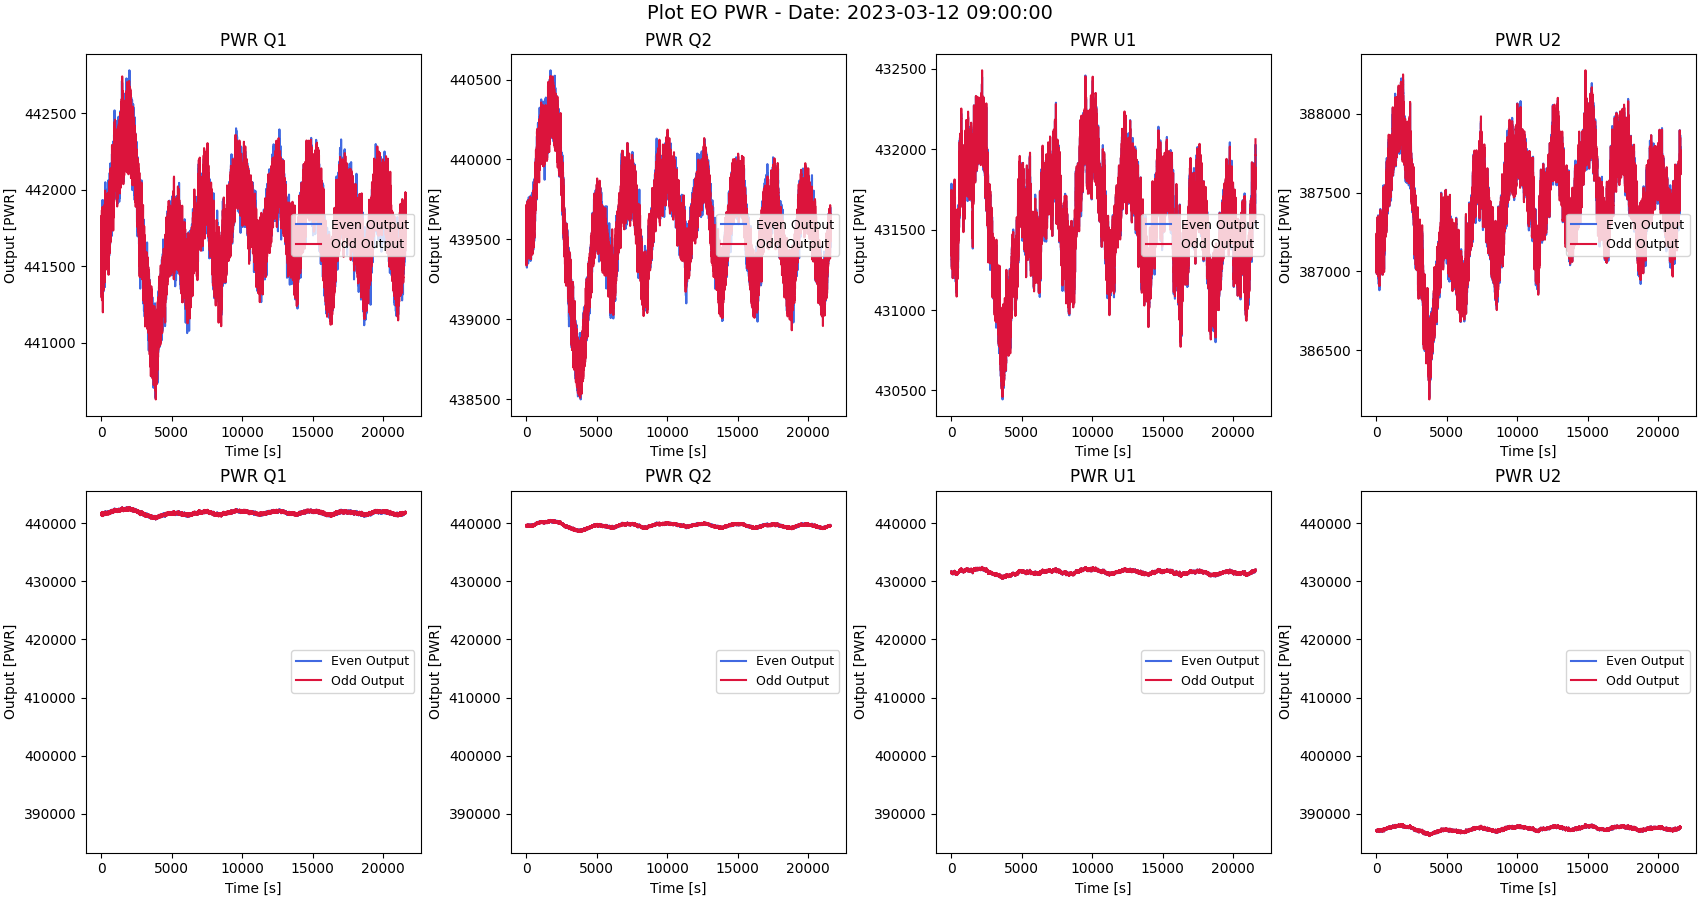 Plot EO PWR - Date: 2023-03-12 09:00:00
PWR Q1
Output [PWR]
442500
442000
441500
441000
Even Output
Odd Output
0 5000 10000 15000 20000
Time [s]
PWR Q2
Output [PWR]
440500
440000
439500
439000
438500
Even Output
Odd Output
0 5000 10000 15000 20000
Time [s]
PWR U1
Output [PWR]
432500
432000
431500
431000
430500
Even Output
Odd Output
0 5000 10000 15000 20000
Time [s]
PWR U2
Output [PWR]
388000
387500
387000
386500
Even Output
Odd Output
0 5000 10000 15000 20000
Time [s]
PWR Q1
Output [PWR]
440000
430000
420000
410000
400000
390000
Even Output
Odd Output
0 5000 10000 15000 20000
Time [s]
PWR Q2
Output [PWR]
440000
430000
420000
410000
400000
390000
Even Output
Odd Output
0 5000 10000 15000 20000
Time [s]
PWR U1
Output [PWR]
440000
430000
420000
410000
400000
390000
Even Output
Odd Output
0 5000 10000 15000 20000
Time [s]
PWR U2
Output [PWR]
440000
430000
420000
410000
400000
390000
Even Output
Odd Output
0 5000 10000 15000 20000
Time [s]